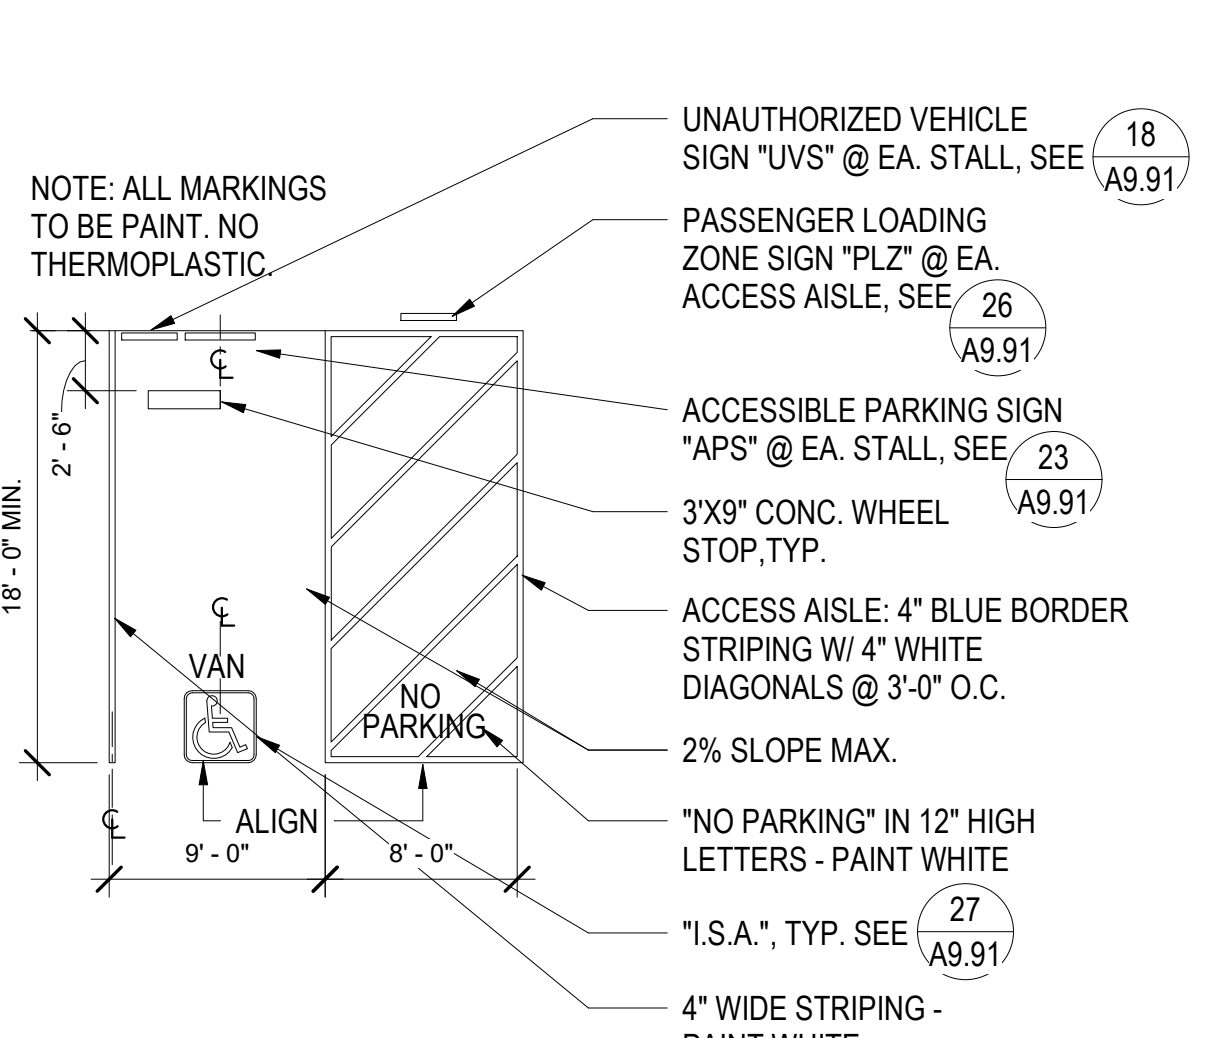 UNAUTHORIZED VEHICLE
SIGN "UVS" @ EA. STALL, SEE
18
A9.91
NOTE: ALL MARKINGS
TO BE PAINT. NO
THERMOPLASTIC.
PASSENGER LOADING
ZONE SIGN "PLZ" @ EA.
ACCESS AISLE, SEE
26
A9.91
ACCESSIBLE PARKING SIGN
"APS" @ EA. STALL, SEE
23
A9.91
3'X9" CONC. WHEEL
STOP,TYP.
ACCESS AISLE: 4" BLUE BORDER
STRIPING W/ 4" WHITE
DIAGONALS @ 3'-0" O.C.
2% SLOPE MAX.
"NO PARKING" IN 12" HIGH
LETTERS - PAINT WHITE
"I.S.A.", TYP. SEE
27
A9.91
4" WIDE STRIPING -
PAINT WHITE
2' - 6"
18' - 0" MIN.
℄
℄
VAN
NO
PARKING
℄
ALIGN
9' - 0"
8' - 0"